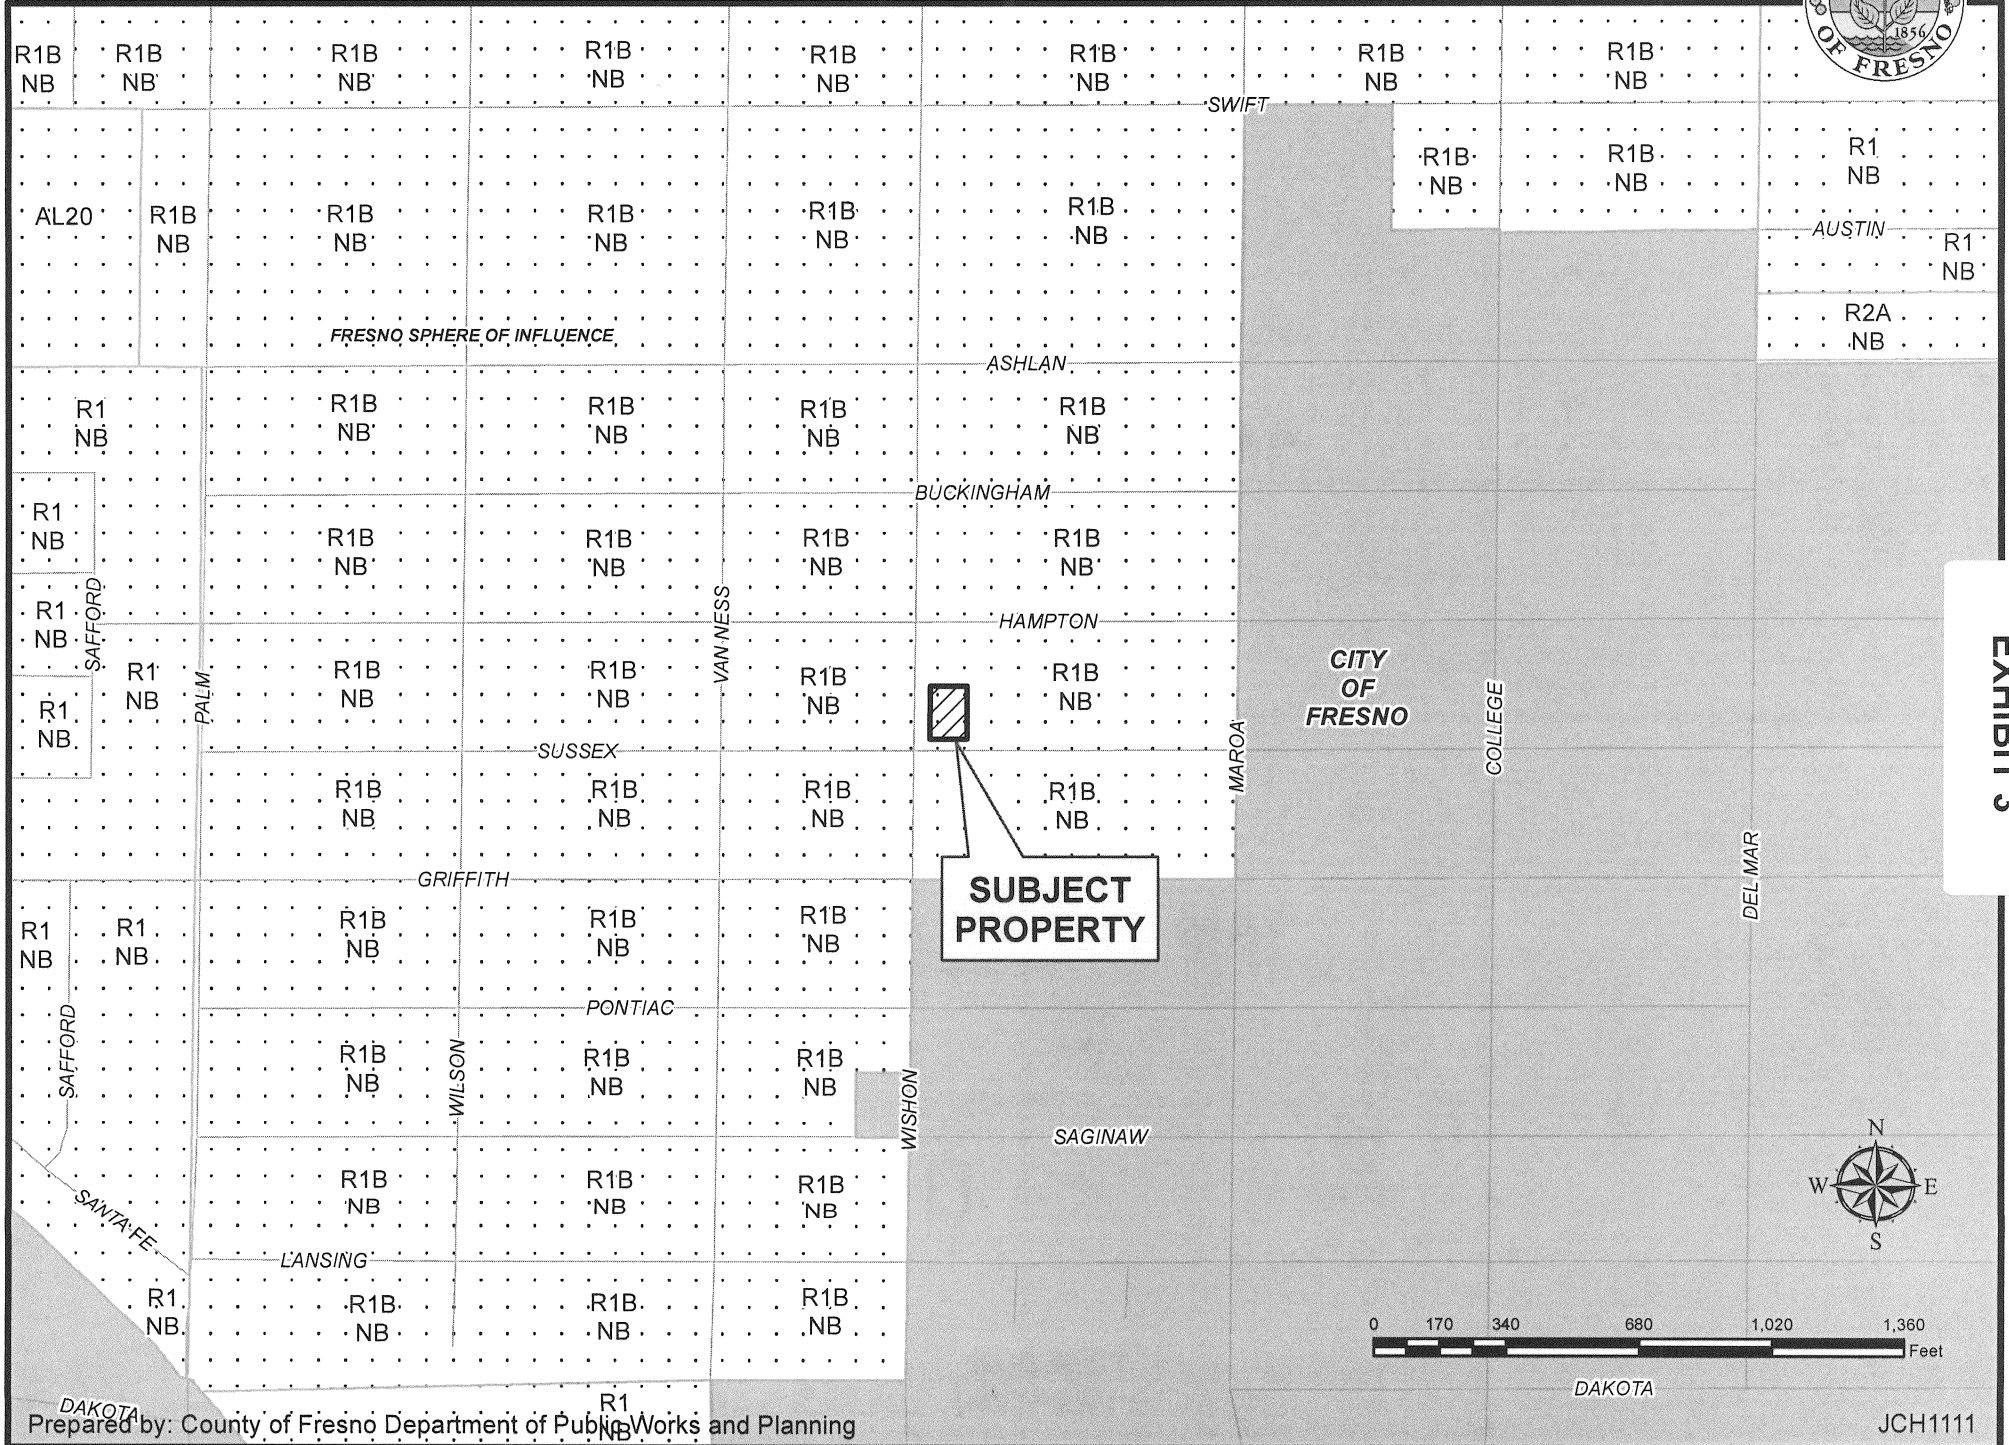 R1B
NB
R1B
NB
R1B
NB
R1B
NB
R1B
NB
R1B
NB
R1B
NB
R1B
NB
1856
OF FRESNO
SWIFT
AL20
R1B
NB
R1B
NB
R1B
NB
R1B
NB
R1B
NB
R1B
NB
R1B
NB
R1
NB
AUSTIN
R1
NB
R2A
NB
FRESNO SPHERE OF INFLUENCE
ASHLAN
R1
NB
R1B
NB
R1B
NB
R1B
NB
R1B
NB
BUCKINGHAM
R1
NB
R1B
NB
R1B
NB
R1B
NB
R1B
NB
R1
NB
SAFFORD
VAN NESS
HAMPTON
R1
NB
PALM
R1B
NB
R1B
NB
R1B
NB
R1B
NB
CITY
OF
FRESNO
COLLEGE
EXHIBIT
R1
NB
SUSSEX
MAROA
R1B
NB
R1B
NB
R1B
NB
R1B
NB
DEL MAR
GRIFFITH
SUBJECT
PROPERTY
R1
NB
R1
NB
R1B
NB
R1B
NB
R1B
NB
PONTIAC
SAFFORD
R1B
NB
WILSON
R1B
NB
R1B
NB
WISHON
SAGINAW
N
W
E
S
R1B
NB
R1B
NB
R1B
NB
SANTA FE
LANSING
R1
NB
R1B
NB
R1B
NB
R1B
NB
0 170 340 680 1,020 1,360
Feet
DAKOTA
DAKOTA
R1
NB
Prepared by: County of Fresno Department of Public Works and Planning
JCH1111